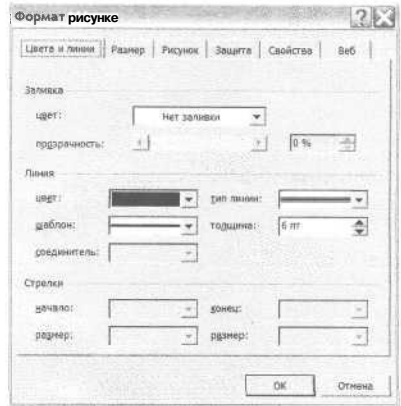 Формат рисунке
Цвета и линии Размер Рисунок Защита Свойства Веб
Заливка
цвет: Нет заливки
прозрачность: 0 %
Линия
цвет: тип линии:
шаблон: толщина: 6 пт
соединитель:
Стрелки
начало: конец:
размер: размер:
ОК Отмена